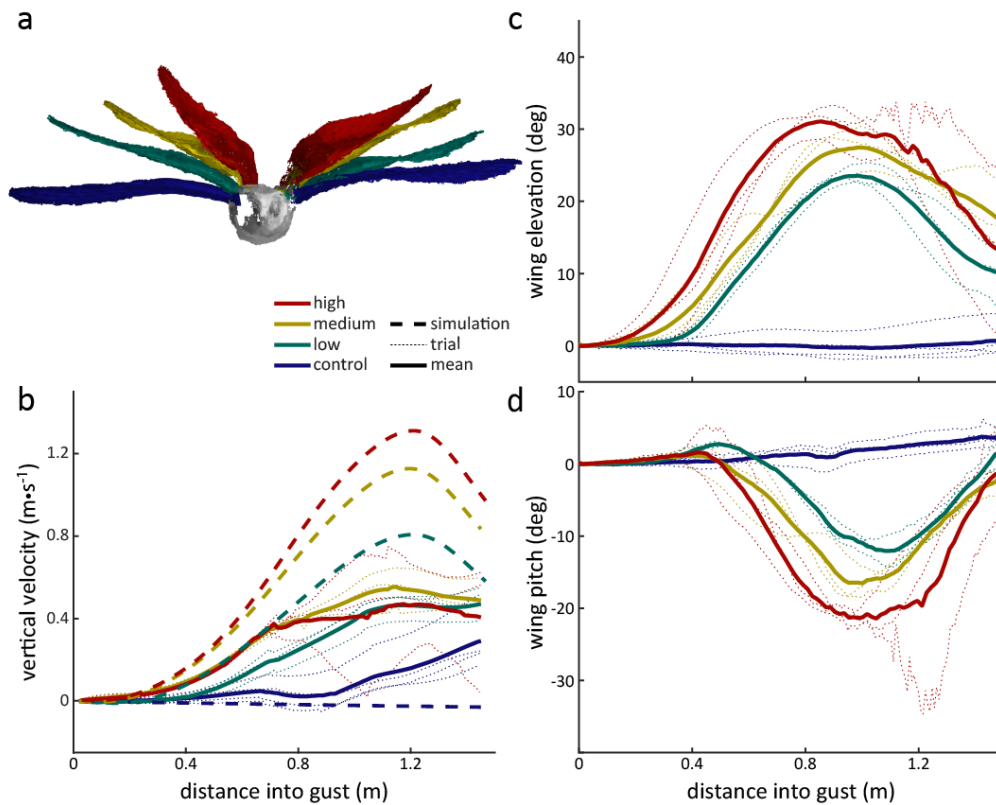 a
high
medium
low
control
simulation
trial
mean
b
vertical velocity (m•s⁻¹)
1.2
0.8
0.4
0
0
0.4
0.8
1.2
distance into gust (m)
c
wing elevation (deg)
40
30
20
10
0
d
wing pitch (deg)
10
0
-10
-20
-30
0
0.4
0.8
1.2
distance into gust (m)